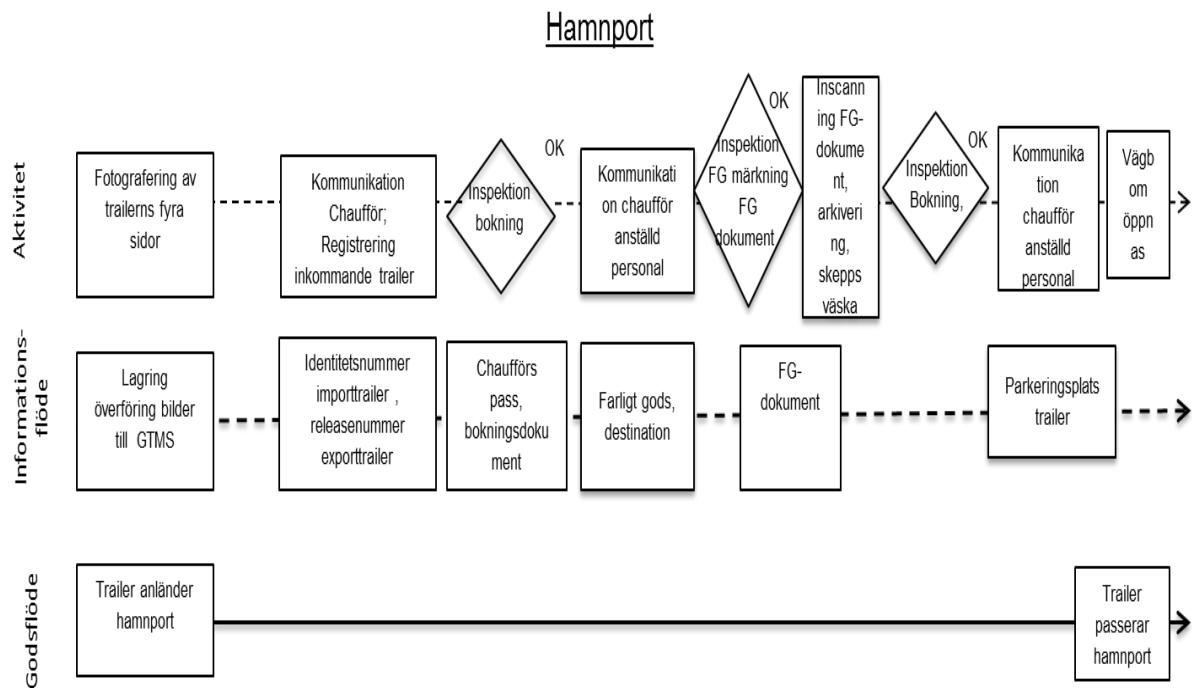 Hamnport
Aktivitet
Fotografering av
trailerns fyra
sidor
Kommunikation
Chaufför;
Registrering
inkommande trailer
Inspektion
bokning
OK
Kommunikati
on chaufför
anställd
personal
Inspektion
FG märkning
FG
dokument
OK
Inscann
ing FG-
dokume
nt,
arkiveri
ng,
skepps
väska
Inspektion
Bokning,
OK
Kommunika
tion
chaufför
anställd
personal
Vägb
om
öppn
as
Informations-
flöde
Lagring
överföring bilder
till GTMS
Identitetsnummer
importtrailer ,
releasenummer
exporttrailer
Chaufförs
pass,
bokningsdoku
ment
Farligt gods,
destination
FG-
dokument
Parkeringsplats
trailer
Godsflöde
Trailer anländer
hamnport
Trailer
passerar
hamnport